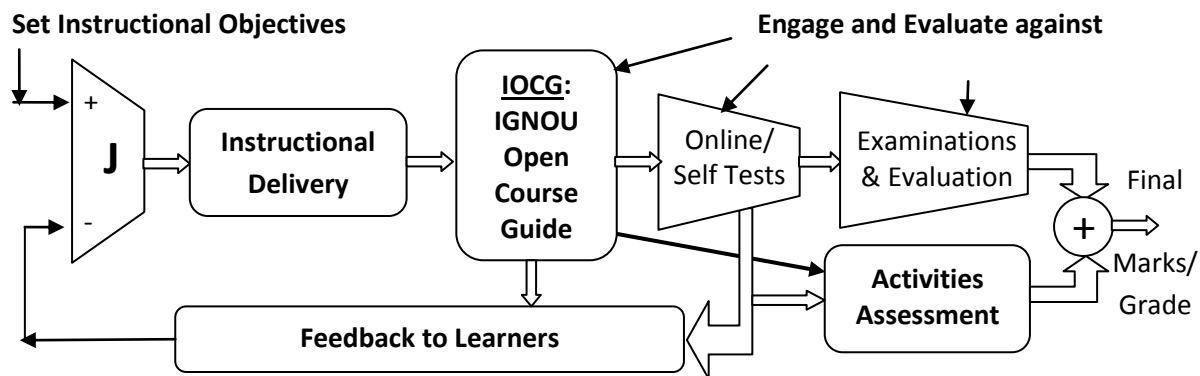 Set Instructional Objectives
Engage and Evaluate against
+
J
-
Instructional
Delivery
IOCG:
IGNOU
Open
Course
Guide
Online/
Self Tests
Examinations
& Evaluation
+
Final
Marks/
Grade
Activities
Assessment
Feedback to Learners